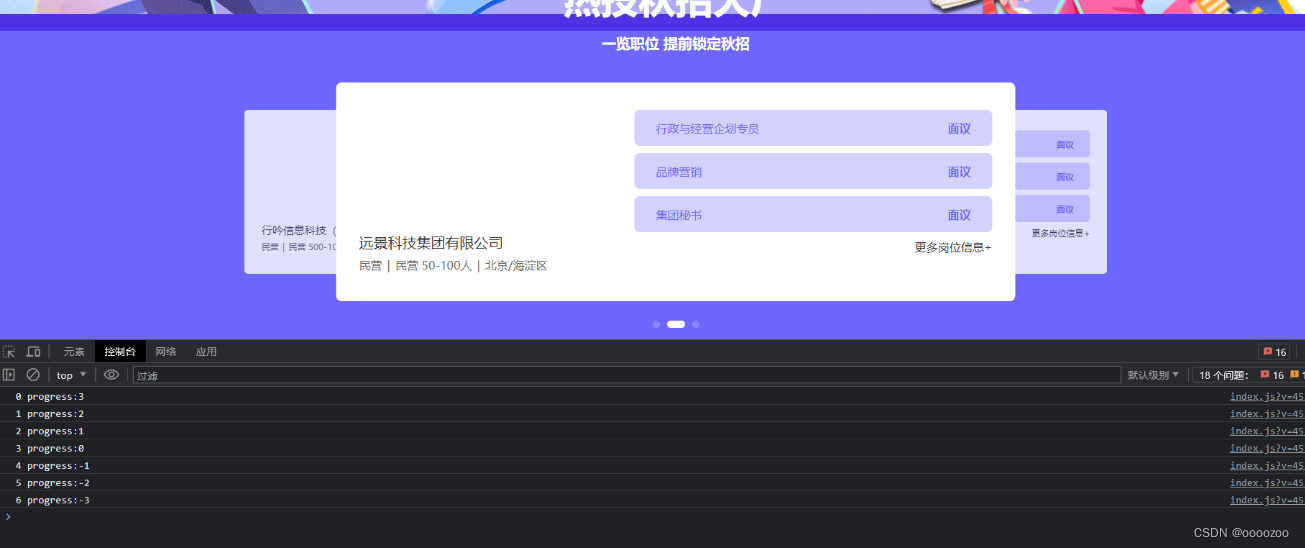 热投秋招大厂
一览职位 提前锁定秋招
行吟信息科技（
民营 | 民营 500-10
远景科技集团有限公司
民营 | 民营 50-100人 | 北京/海淀区
行政与经营企划专员 面议
品牌营销 面议
集团秘书 面议
更多岗位信息+
面议
面议
面议
更多岗位信息+
元素 控制台 网络 应用 16
top 过滤 默认级别 18 个问题: 16 1
0 progress:3 index.js?v=45
1 progress:2 index.js?v=45
2 progress:1 index.js?v=45
3 progress:0 index.js?v=45
4 progress:-1 index.js?v=45
5 progress:-2 index.js?v=45
6 progress:-3 index.js?v=45
CSDN @oooozoo